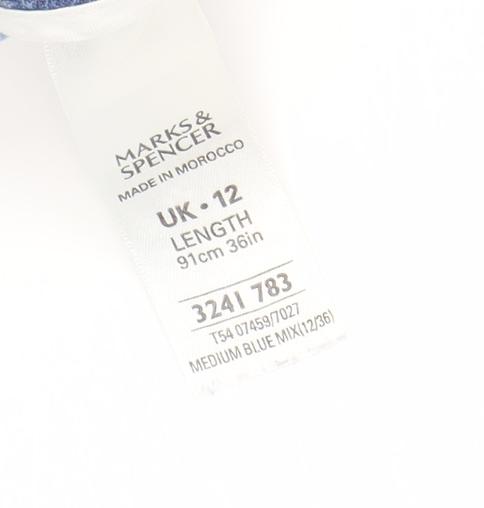 MARKS &
SPENCER
MADE IN MOROCCO
UK • 12
LENGTH
91cm 36in
3241 783
T54 07459/7027
MEDIUM BLUE MIX(12/36)